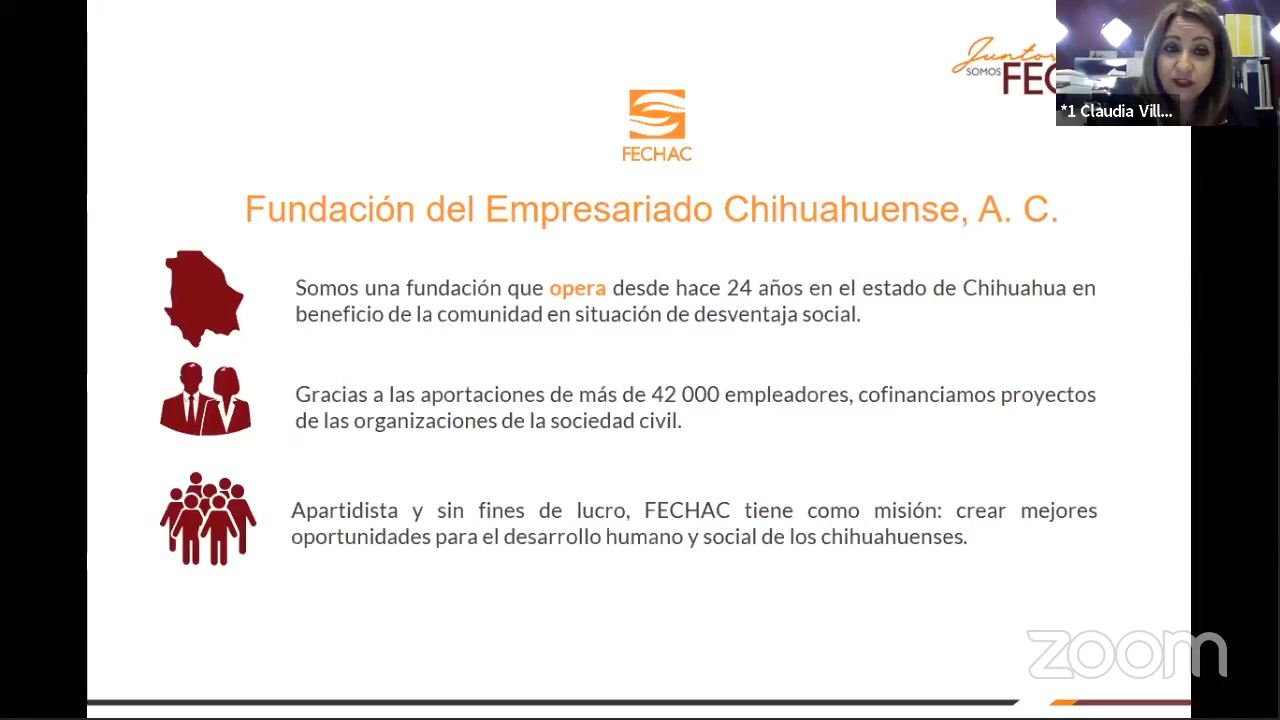 Juntos
SOMOS FEC
*1 Claudia Vill...
FECHAC
Fundación del Empresariado Chihuahuense, A. C.
Somos una fundación que opera desde hace 24 años en el estado de Chihuahua en
beneficio de la comunidad en situación de desventaja social.
Gracias a las aportaciones de más de 42 000 empleadores, cofinanciamos proyectos
de las organizaciones de la sociedad civil.
Apartidista y sin fines de lucro, FECHAC tiene como misión: crear mejores
oportunidades para el desarrollo humano y social de los chihuahuenses.
zoom